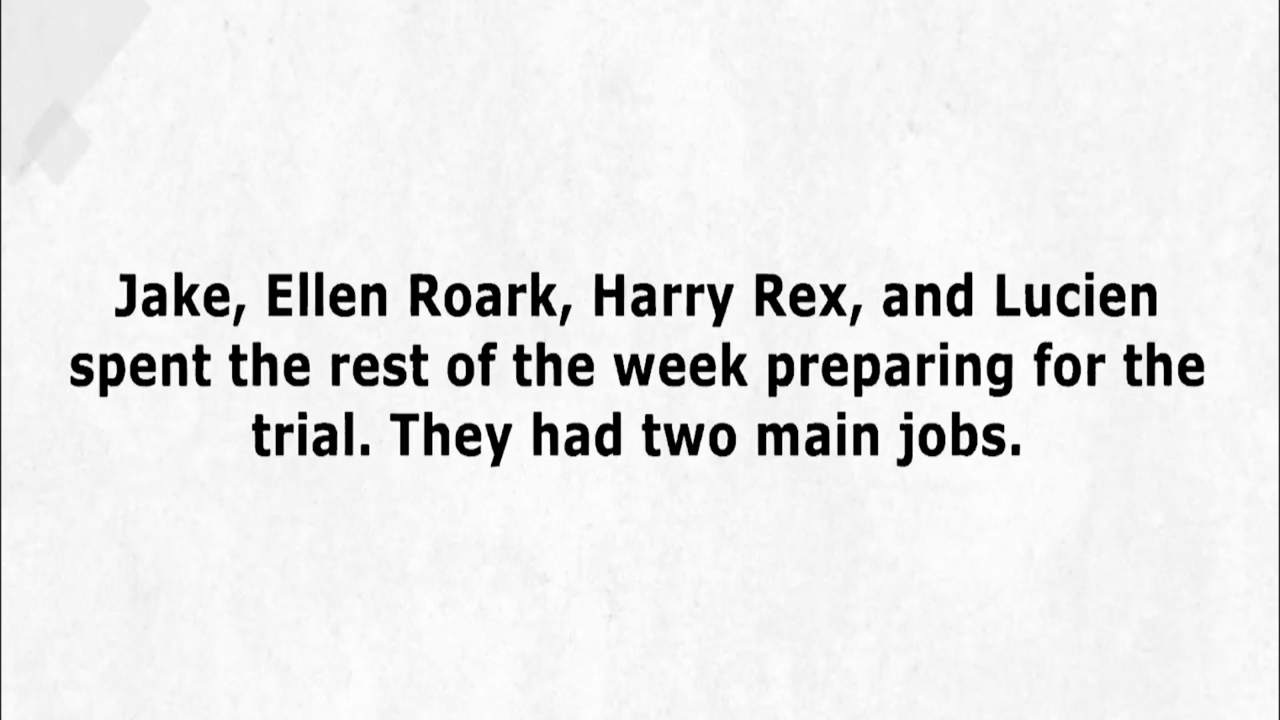 Jake, Ellen Roark, Harry Rex, and Lucien
spent the rest of the week preparing for the
trial. They had two main jobs.